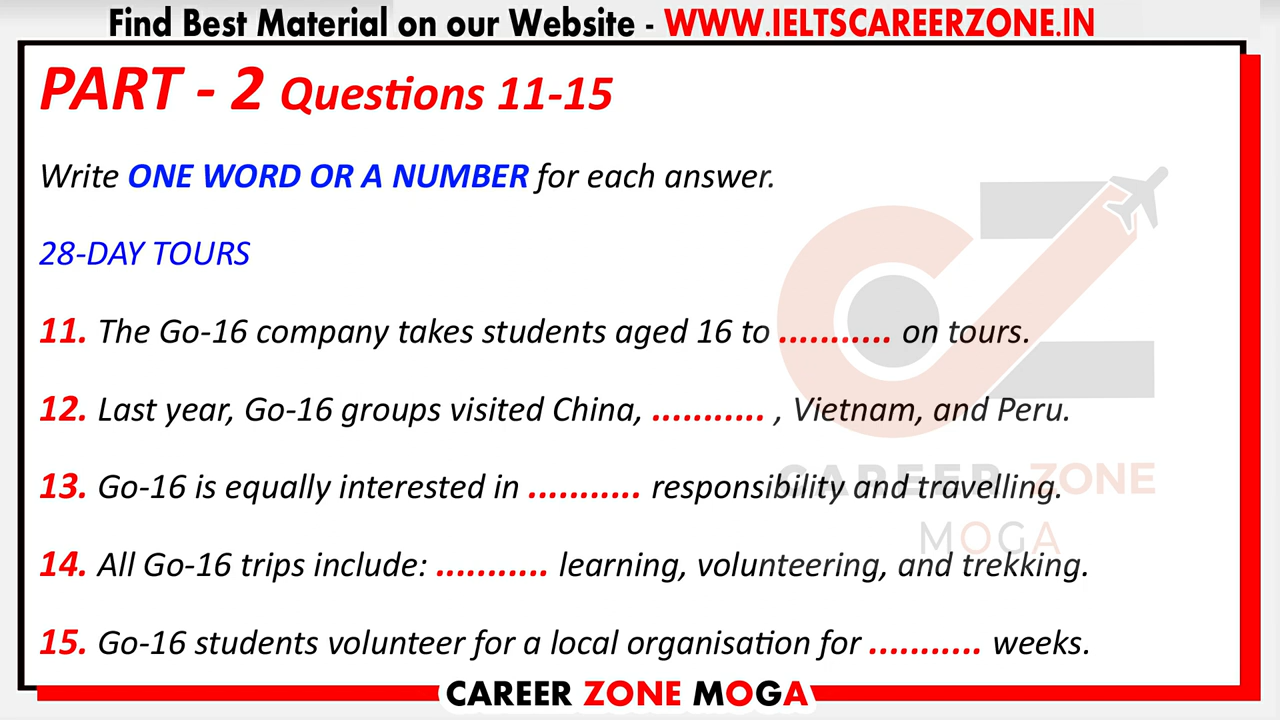 Find Best Material on our Website - WWW.IELTSCAREERZONE.IN
PART - 2 Questions 11-15
Write ONE WORD OR A NUMBER for each answer.
28-DAY TOURS
11. The Go-16 company takes students aged 16 to ........... on tours.
12. Last year, Go-16 groups visited China, ........... , Vietnam, and Peru.
13. Go-16 is equally interested in ........... responsibility and travelling.
CAREER ZONE
MOGA
14. All Go-16 trips include: ........... learning, volunteering, and trekking.
15. Go-16 students volunteer for a local organisation for ........... weeks.
CAREER ZONE MOGA